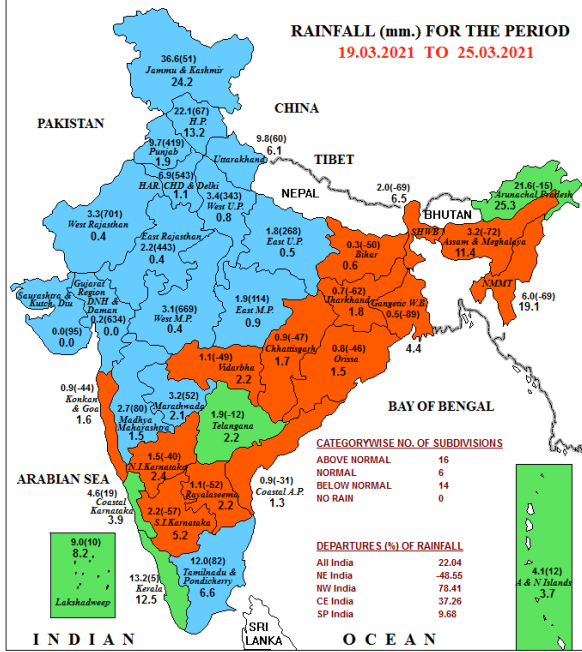 RAINFALL (mm.) FOR THE PERIOD
19.03.2021 TO 25.03.2021
36.6(51)
Jammu & Kashmir
24.2
CHINA
22.1(67)
H.P.
13.2
PAKISTAN
9.7(419)
Punjab
1.9
9.8(60)
6.1
Uttarakhand
TIBET
6.9(543)
HAR. CHD & Delhi
1.1
NEPAL
3.4(343)
West U.P.
0.8
2.0(-69)
6.5
BHUTAN
21.6(-15)
Arunachal Pradesh
25.3
3.3(701)
West Rajasthan
0.4
East Rajasthan
2.2(443)
0.4
1.8(268)
East U.P.
0.5
SHWB
3.2(-72)
Assam & Meghalaya
11.4
0.3(-50)
Bihar
0.6
NMMT
6.0(-69)
19.1
Gujarat
Region
DNH &
Daman
0.2(634)
0.0
Saurashtra &
Kutch, Diu
0.0(95)
0.0
3.1(669)
West M.P.
0.4
1.9(114)
East M.P.
0.9
0.7(-62)
Jharkhand
1.8
Gangetic W.B.
0.5(-89)
4.4
0.9(-47)
Chhattisgarh
1.7
0.8(-46)
Orissa
1.5
1.1(-49)
Vidarbha
2.2
0.9(-44)
Konkan
& Goa
1.6
3.2(52)
Marathwada
2.1
2.7(80)
Madhya
Maharashtra
1.5
1.9(-12)
Telangana
2.2
BAY OF BENGAL
1.5(-40)
N.I.Karnataka
2.4
ARABIAN SEA
4.6(19)
Coastal
Karnataka
3.9
1.1(-52)
Rayalaseema
2.2
0.9(-31)
Coastal A.P.
1.3
2.2(-57)
S.I.Karnataka
5.2
CATEGORYWISE NO. OF SUBDIVISIONS
ABOVE NORMAL 16
NORMAL 6
BELOW NORMAL 14
NO RAIN 0
9.0(10)
8.2
Lakshadweep
12.0(82)
Tamilnadu &
Pondicherry
6.6
13.2(5)
Kerala
12.5
DEPARTURES (%) OF RAINFALL
All India 22.04
NE India -48.55
NW India 78.41
CE India 37.26
SP India 9.68
4.1(12)
A & N Islands
3.7
SRI
LANKA
INDIAN OCEAN